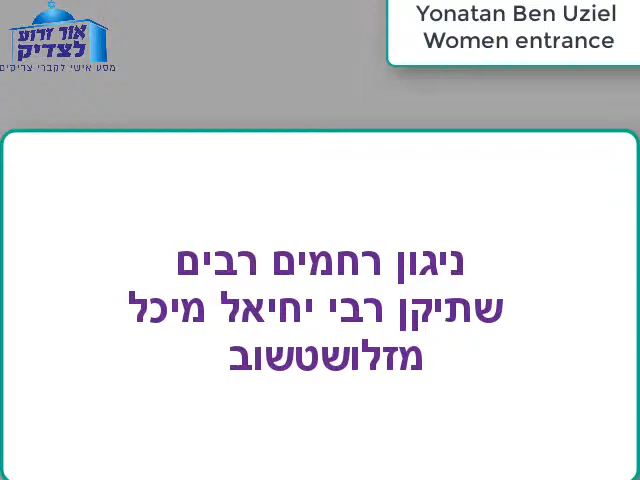 אור זרוע
לצדיק
מסע אישי לקברי צדיקים
Yonatan Ben Uziel
Women entrance
ניגון רחמים רבים
שתיקן רבי יחיאל מיכל
מזלושטשוב